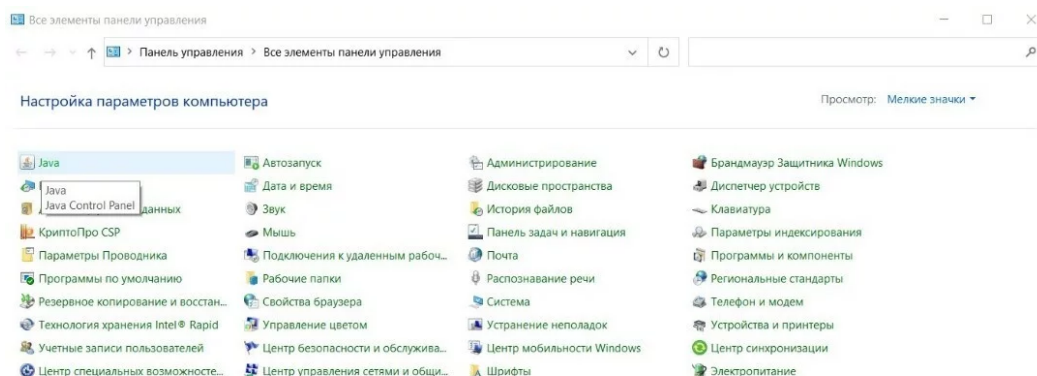 Все элементы панели управления
Панель управления > Все элементы панели управления
Настройка параметров компьютера
Просмотр: Мелкие значки
Java
Автозапуск
Администрирование
Брандмауэр Защитника Windows
Java
Java Control Panel
Дата и время
Дисковые пространства
Диспетчер устройств
данных
Звук
История файлов
Клавиатура
КриптоПро CSP
Мышь
Панель задач и навигация
Параметры индексирования
Параметры Проводника
Подключения к удаленным рабоч...
Почта
Программы и компоненты
Программы по умолчанию
Рабочие папки
Распознавание речи
Региональные стандарты
Резервное копирование и восстан...
Свойства браузера
Система
Телефон и модем
Технология хранения Intel® Rapid
Управление цветом
Устранение неполадок
Устройства и принтеры
Учетные записи пользователей
Центр безопасности и обслужива...
Центр мобильности Windows
Центр синхронизации
Центр специальных возможносте...
Центр управления сетями и общи...
Шрифты
Электропитание